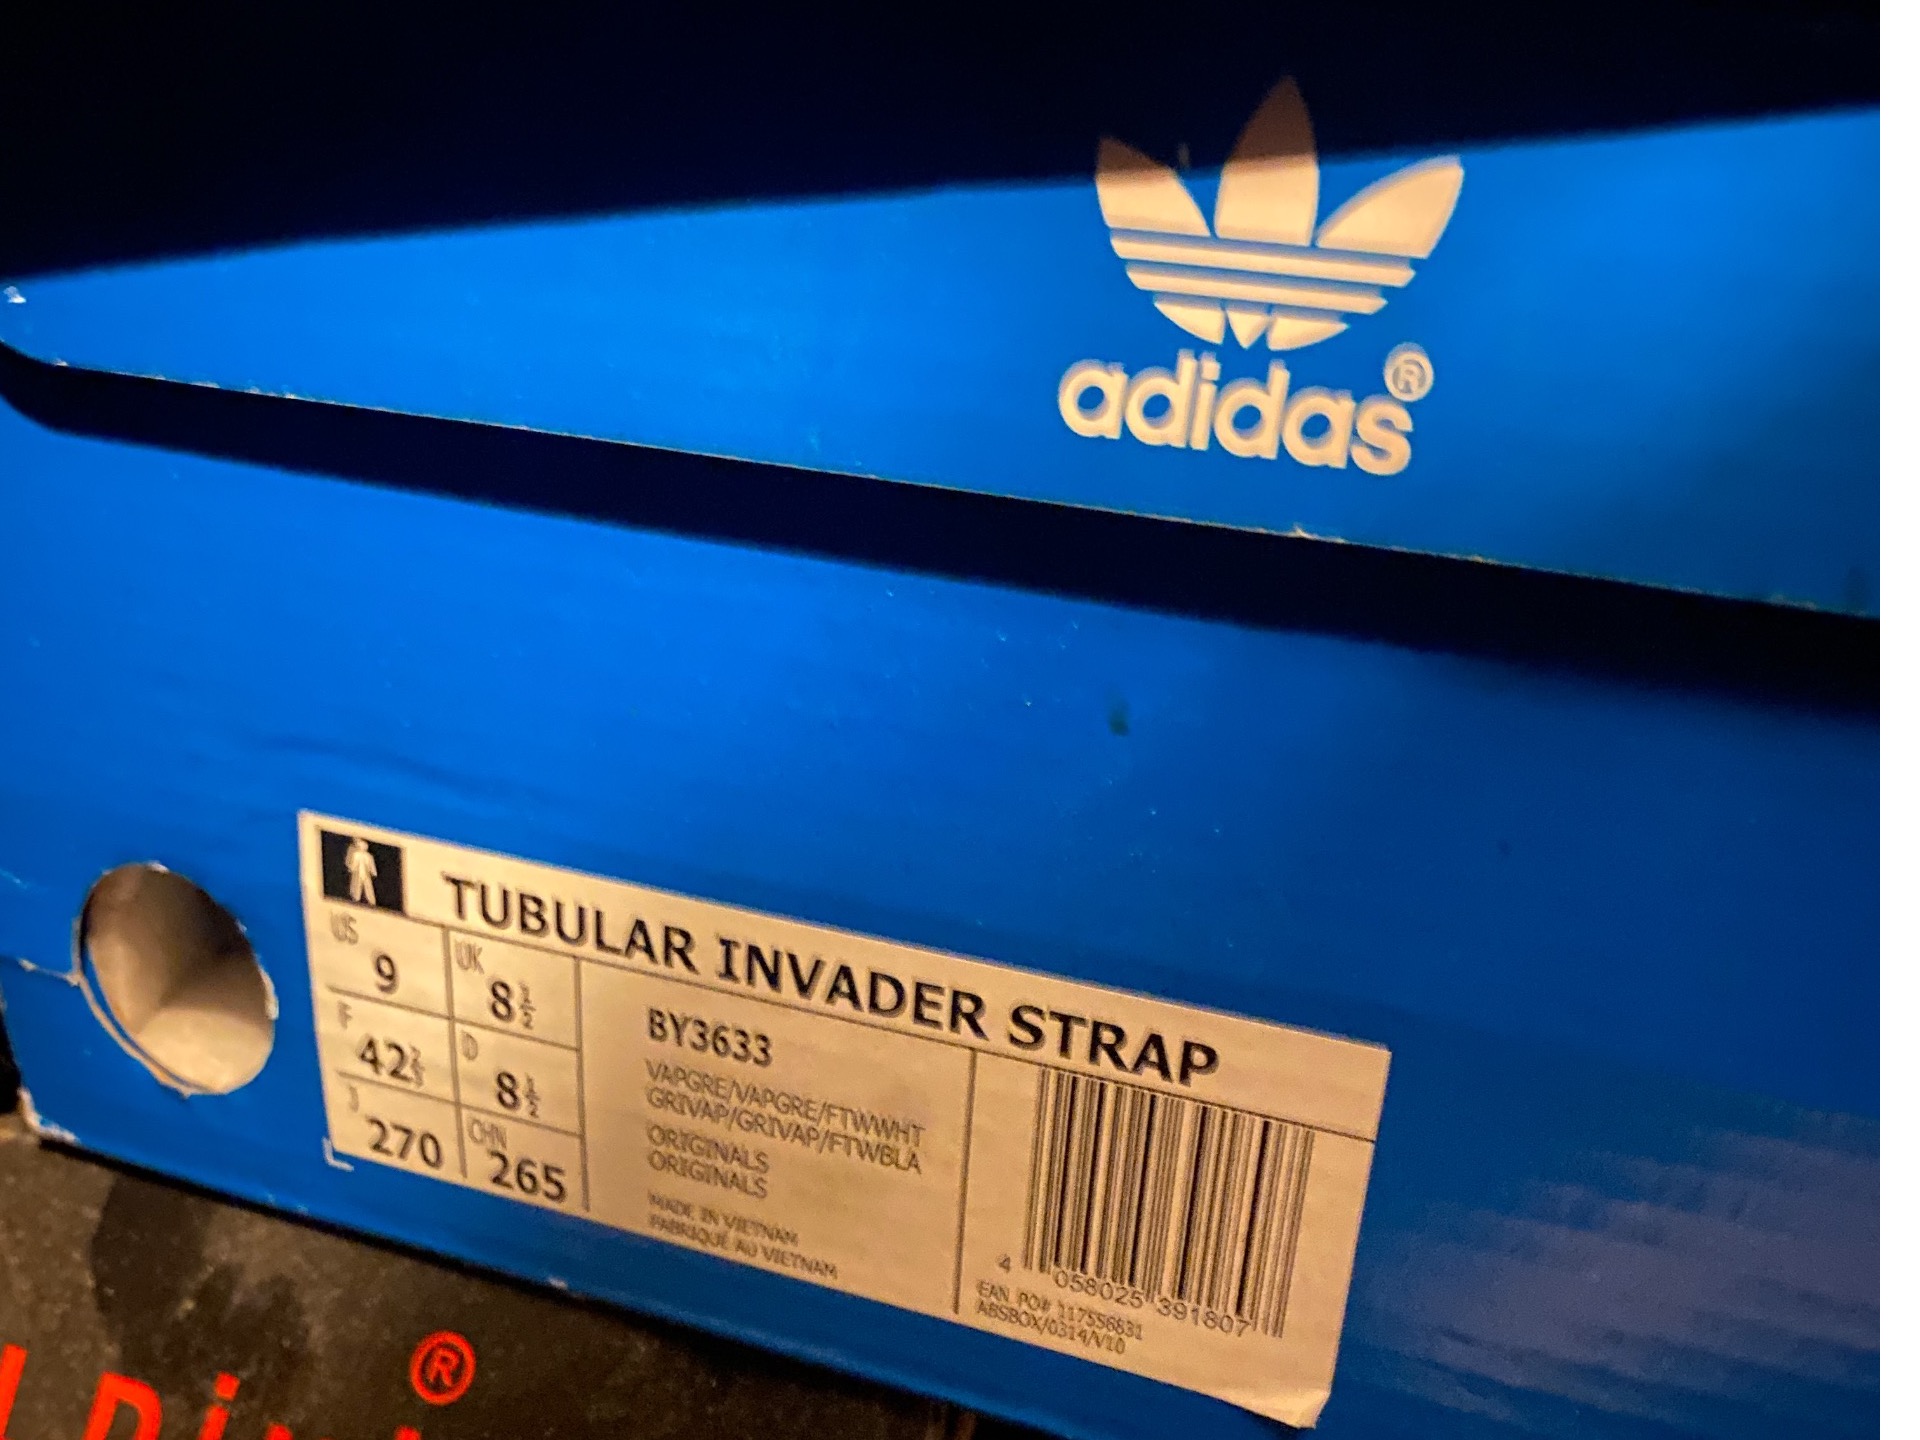 adidas®
TUBULAR INVADER STRAP
US 9
UK 8½
F 42⅔
D 8½
J 270
CHN 265
BY3633
VAPGRE/VAPGRE/FTWWHT
GRIVAP/GRIVAP/FTWBLA
ORIGINALS
ORIGINALS
MADE IN VIETNAM
FABRIQUÉ AU VIETNAM
4 058025 391807
EAN PO# 117556831
ABSBOX/0314/V10
®